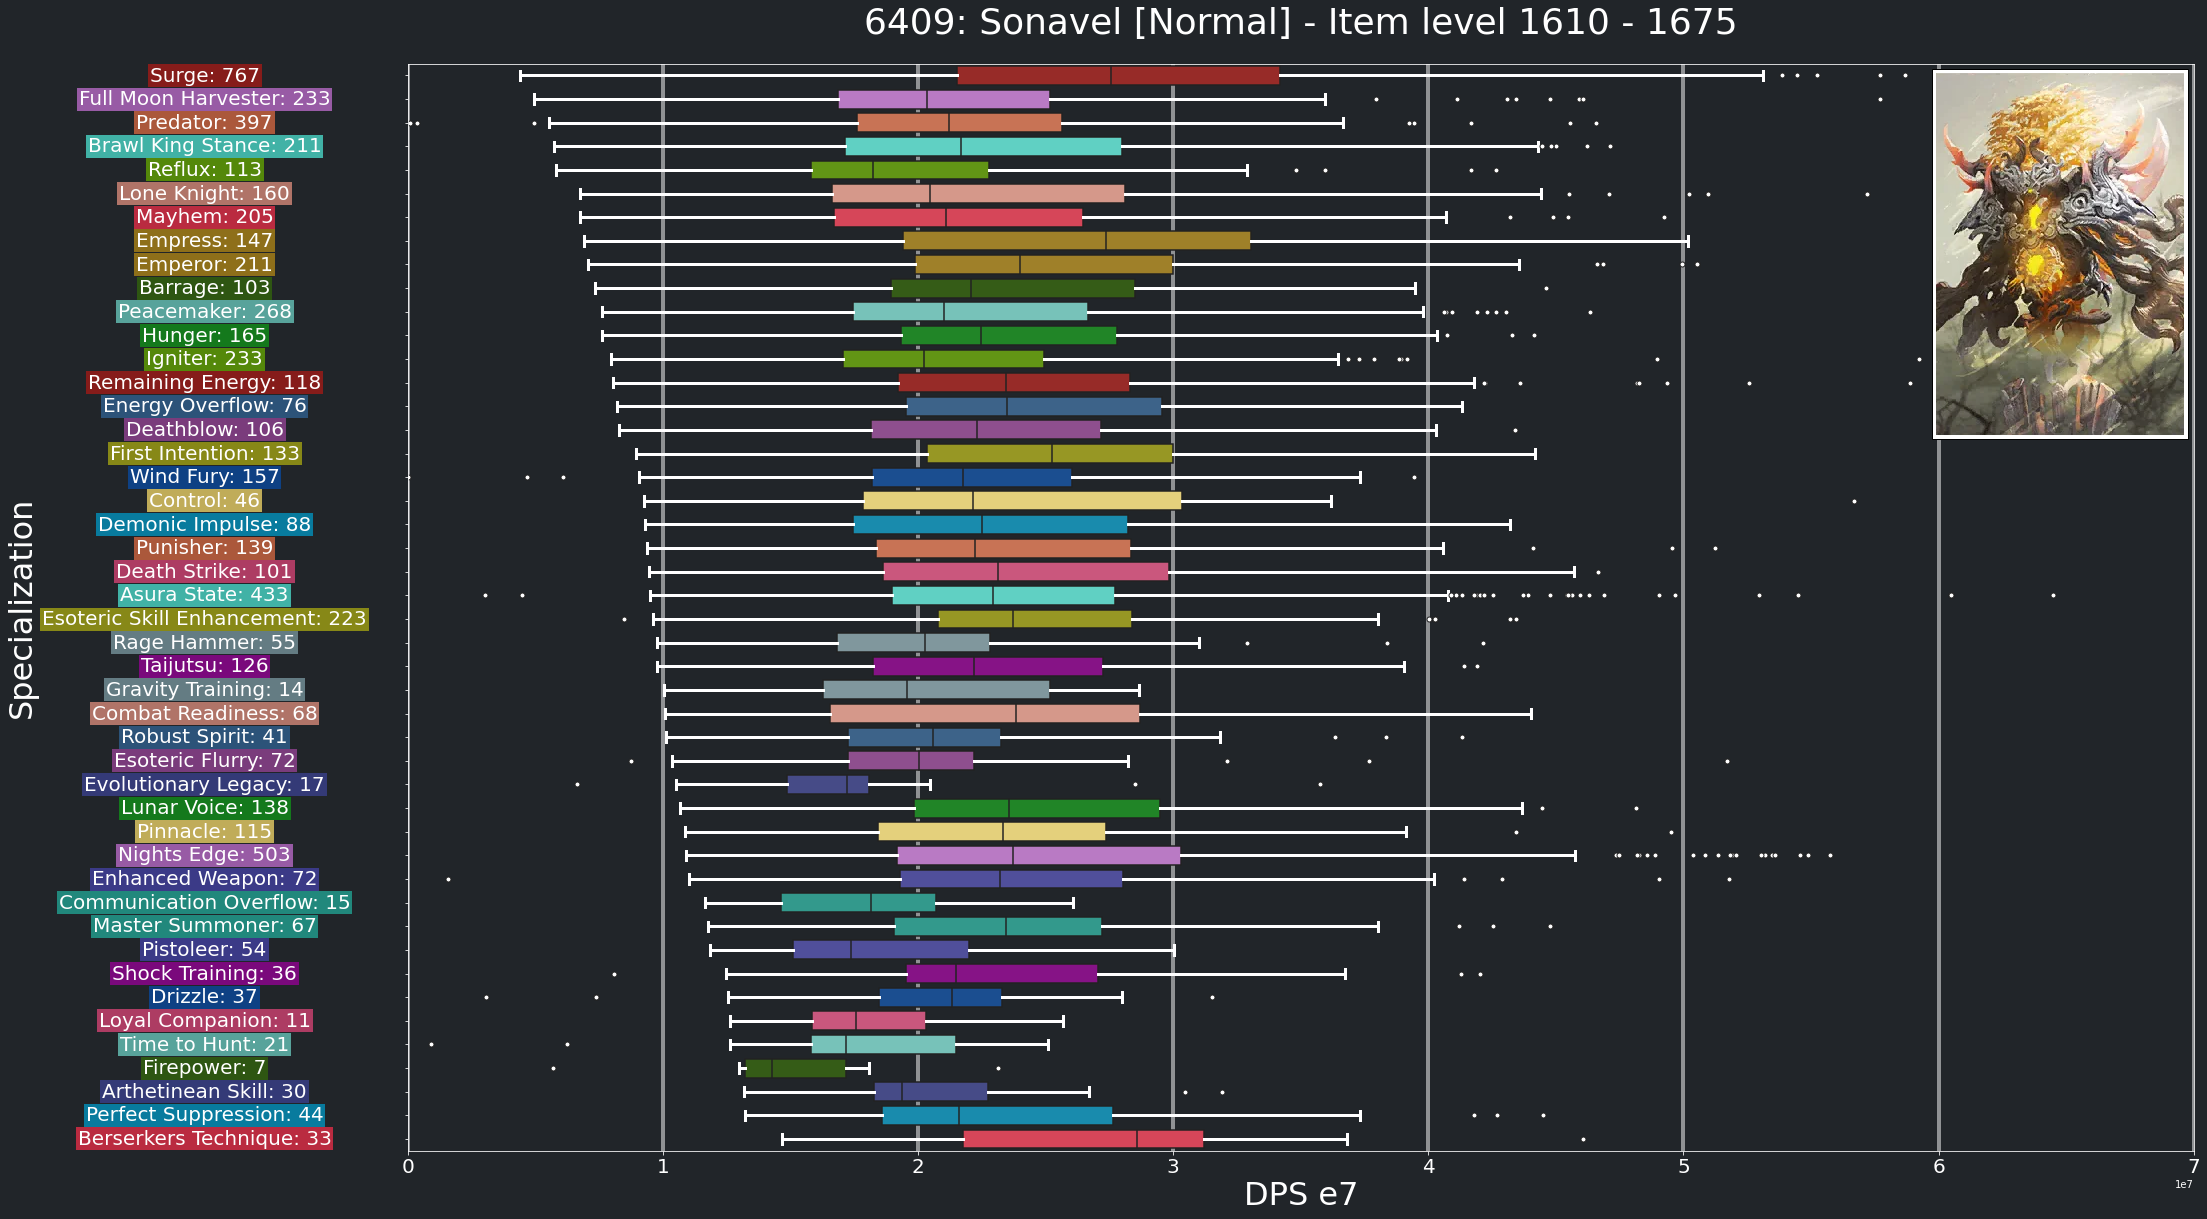 6409: Sonavel [Normal] - Item level 1610 - 1675
Specialization
Surge: 767
Full Moon Harvester: 233
Predator: 397
Brawl King Stance: 211
Reflux: 113
Lone Knight: 160
Mayhem: 205
Empress: 147
Emperor: 211
Barrage: 103
Peacemaker: 268
Hunger: 165
Igniter: 233
Remaining Energy: 118
Energy Overflow: 76
Deathblow: 106
First Intention: 133
Wind Fury: 157
Control: 46
Demonic Impulse: 88
Punisher: 139
Death Strike: 101
Asura State: 433
Esoteric Skill Enhancement: 223
Rage Hammer: 55
Taijutsu: 126
Gravity Training: 14
Combat Readiness: 68
Robust Spirit: 41
Esoteric Flurry: 72
Evolutionary Legacy: 17
Lunar Voice: 138
Pinnacle: 115
Nights Edge: 503
Enhanced Weapon: 72
Communication Overflow: 15
Master Summoner: 67
Pistoleer: 54
Shock Training: 36
Drizzle: 37
Loyal Companion: 11
Time to Hunt: 21
Firepower: 7
Arthetinean Skill: 30
Perfect Suppression: 44
Berserkers Technique: 33
0 1 2 3 4 5 6 7
1e7
DPS e7